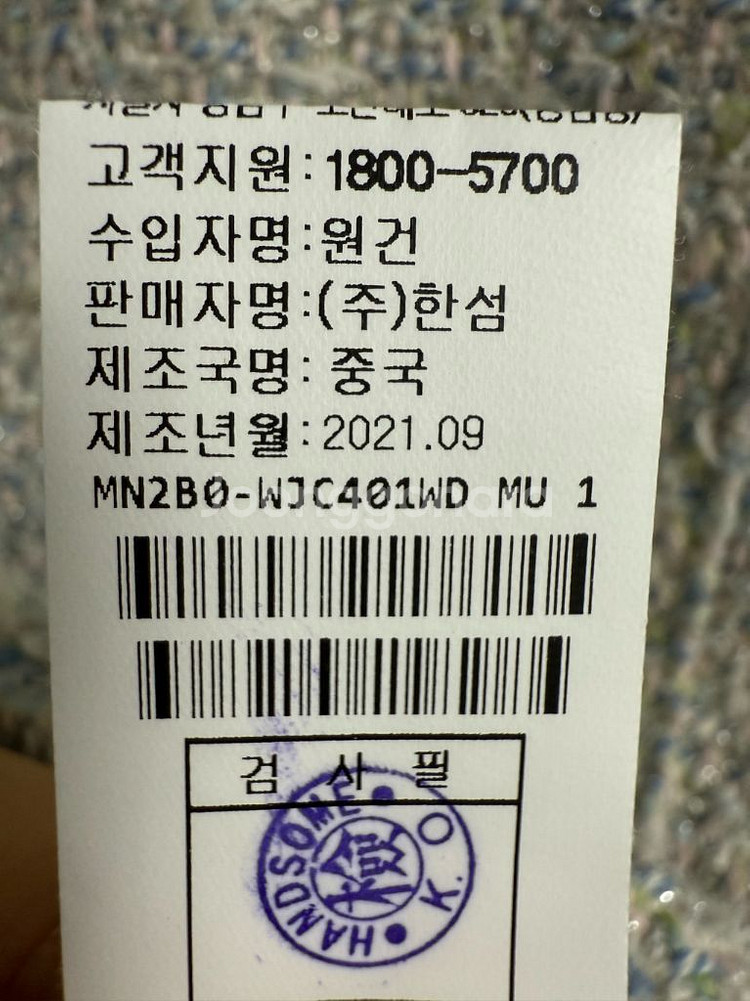 고객지원:1800-5700
수입자명:원건
판매자명:(주)한섬
제조국명: 중국
제조년월:2021.09
MN2B0-WJC401WD MU 1
Joonggonara
검 사 필
HANDSOME
檢
K.O